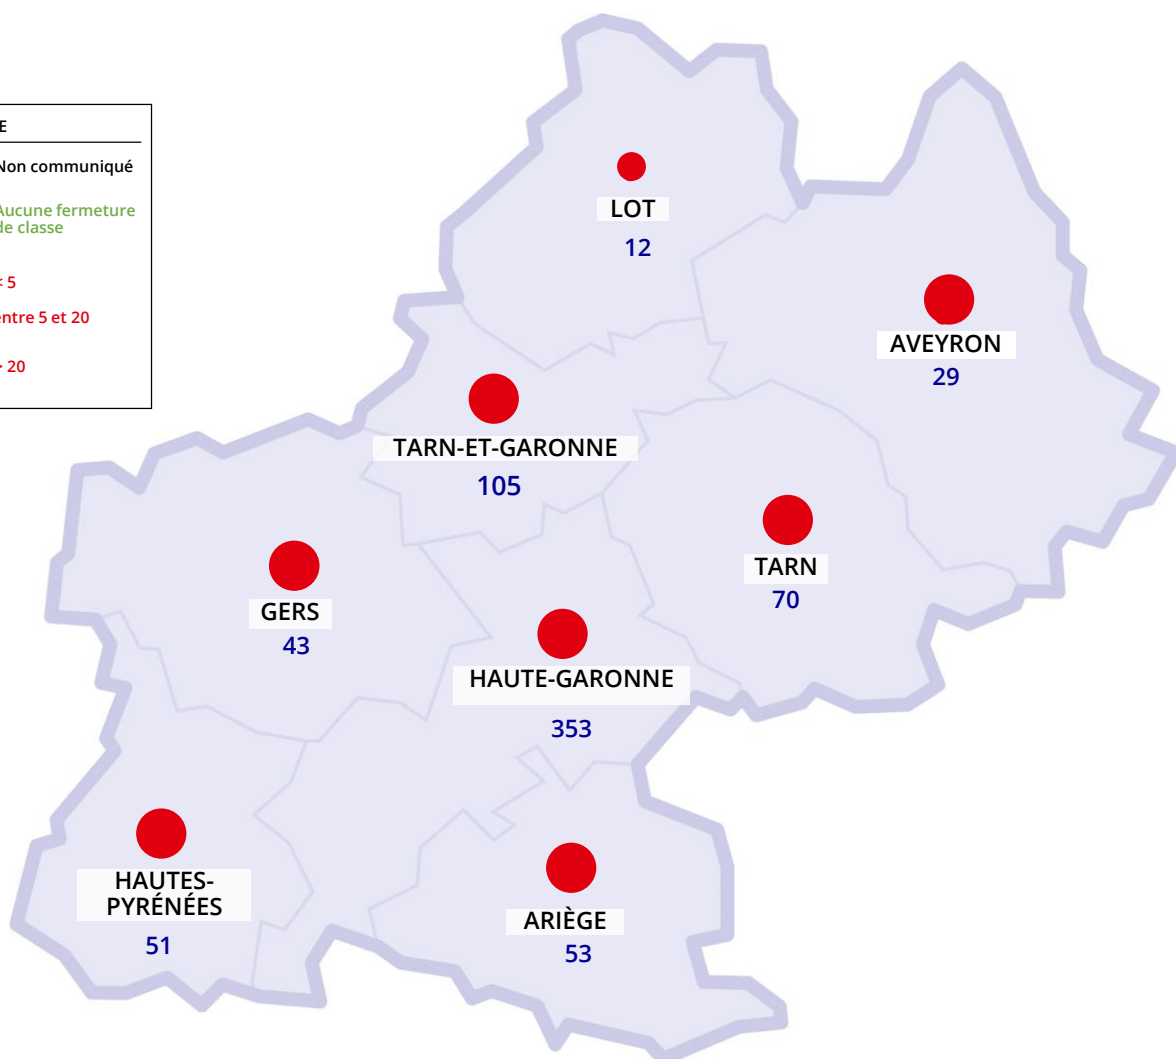 E
Non communiqué
Aucune fermeture
de classe
< 5
entre 5 et 20
> 20
LOT
12
AVEYRON
29
TARN-ET-GARONNE
105
TARN
70
GERS
43
HAUTE-GARONNE
353
HAUTES-
PYRÉNÉES
51
ARIÈGE
53